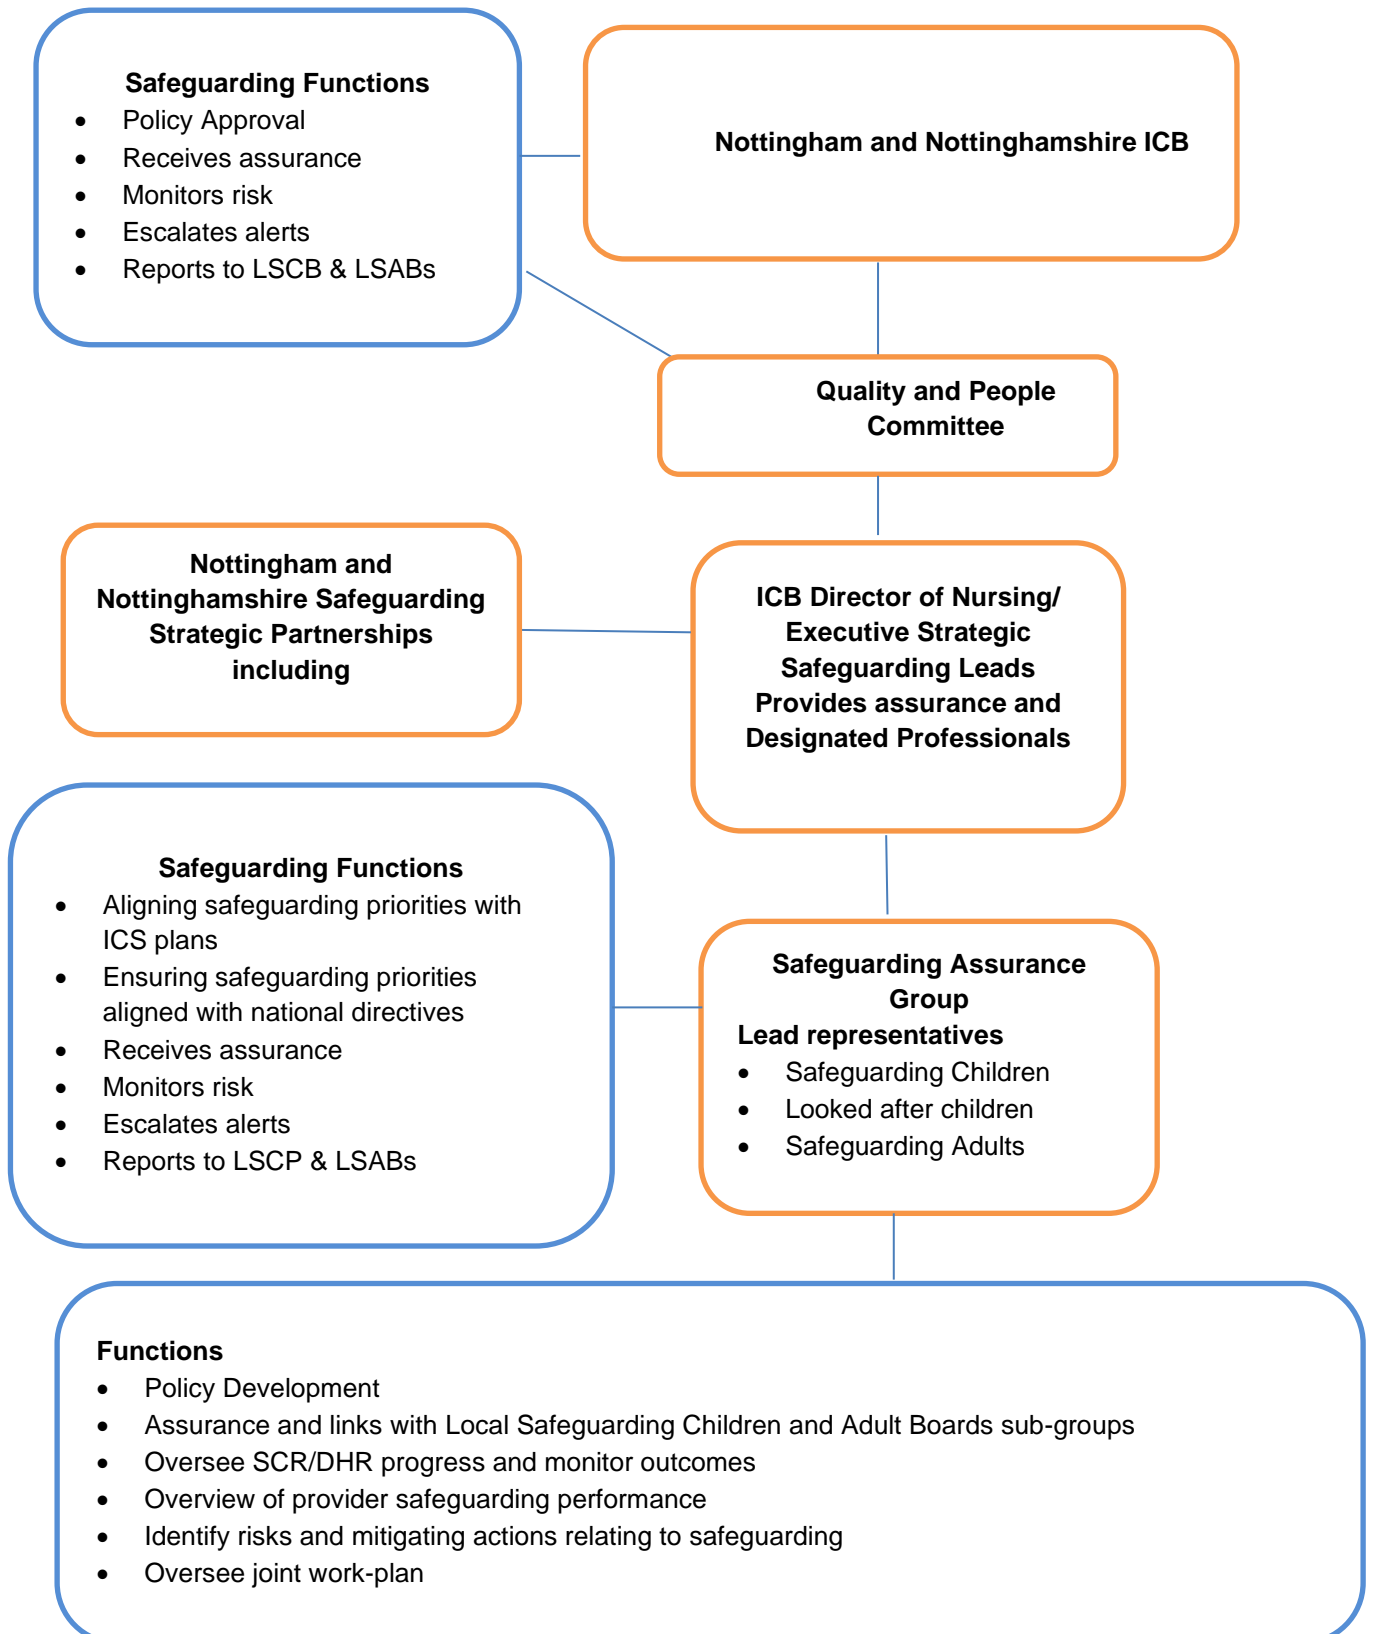 Safeguarding Functions
• Policy Approval
• Receives assurance
• Monitors risk
• Escalates alerts
• Reports to LSCB & LSABs
Nottingham and Nottinghamshire ICB
Quality and People
Committee
Nottingham and
Nottinghamshire Safeguarding
Strategic Partnerships
including
ICB Director of Nursing/
Executive Strategic
Safeguarding Leads
Provides assurance and
Designated Professionals
Safeguarding Functions
• Aligning safeguarding priorities with
ICS plans
• Ensuring safeguarding priorities
aligned with national directives
• Receives assurance
• Monitors risk
• Escalates alerts
• Reports to LSCP & LSABs
Safeguarding Assurance
Group
Lead representatives
• Safeguarding Children
• Looked after children
• Safeguarding Adults
Functions
• Policy Development
• Assurance and links with Local Safeguarding Children and Adult Boards sub-groups
• Oversee SCR/DHR progress and monitor outcomes
• Overview of provider safeguarding performance
• Identify risks and mitigating actions relating to safeguarding
• Oversee joint work-plan